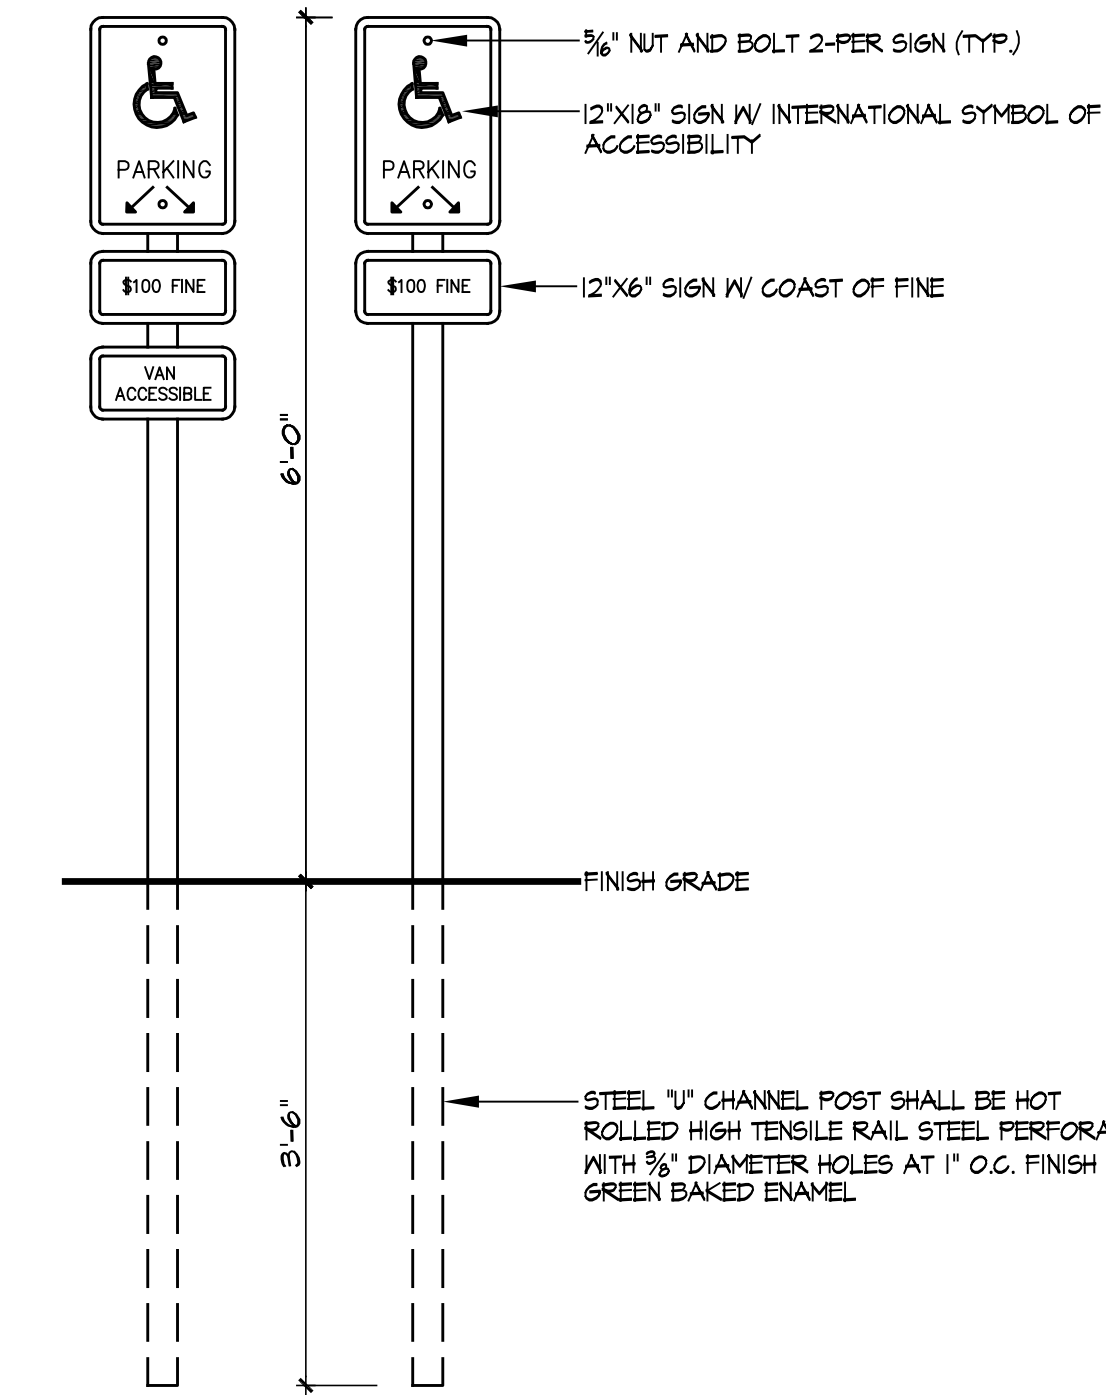 5/16" NUT AND BOLT 2-PER SIGN (TYP.)
12"X18" SIGN W/ INTERNATIONAL SYMBOL OF
ACCESSIBILITY
PARKING
PARKING
$100 FINE
$100 FINE
12"X6" SIGN W/ COAST OF FINE
VAN
ACCESSIBLE
6'-0"
FINISH GRADE
3'-6"
STEEL "U" CHANNEL POST SHALL BE HOT
ROLLED HIGH TENSILE RAIL STEEL PERFORA
WITH 3/8" DIAMETER HOLES AT 1" O.C. FINISH
GREEN BAKED ENAMEL